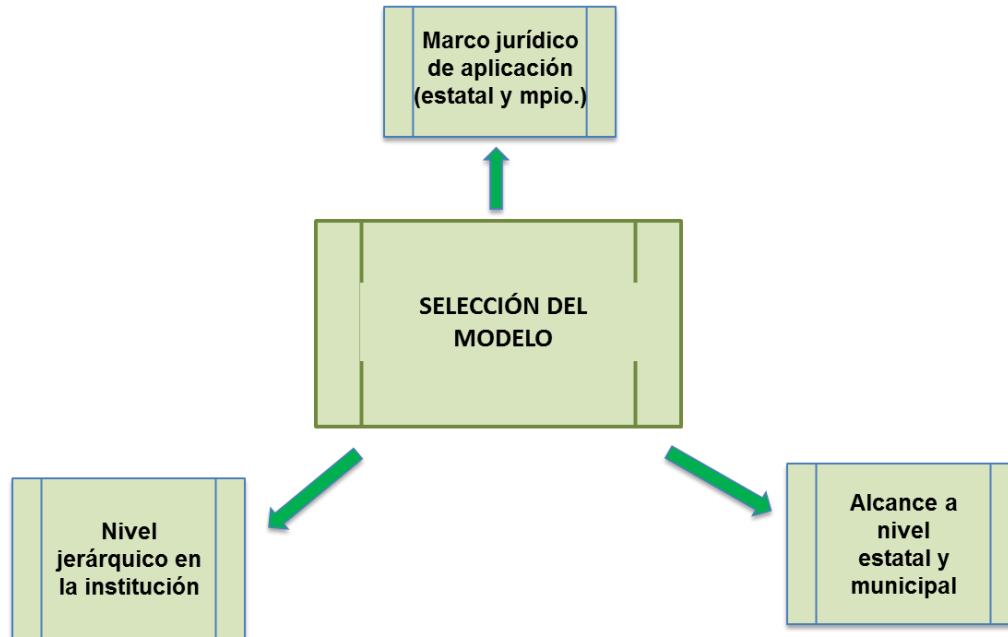 Marco jurídico
de aplicación
(estatal y mpio.)
SELECCIÓN DEL
MODELO
Nivel
jerárquico en
la institución
Alcance a
nivel
estatal y
municipal